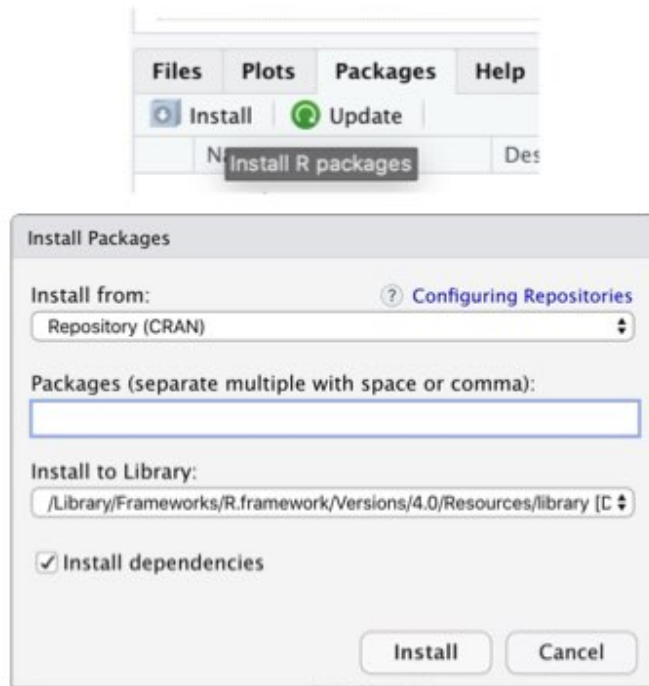 Files Plots Packages Help
Install Update
Install R packages
Des
Install Packages
Install from: ? Configuring Repositories
Repository (CRAN)
Packages (separate multiple with space or comma):
Install to Library:
/Library/Frameworks/R.framework/Versions/4.0/Resources/library [D
Install dependencies
Install Cancel